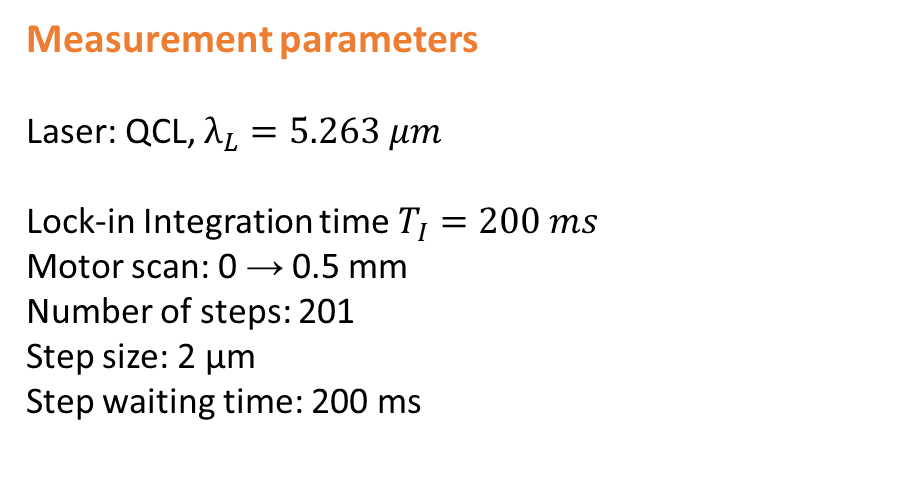 Measurement parameters
Laser: QCL, λ_L = 5.263 μm
Lock-in Integration time T_I = 200 ms
Motor scan: 0 → 0.5 mm
Number of steps: 201
Step size: 2 μm
Step waiting time: 200 ms